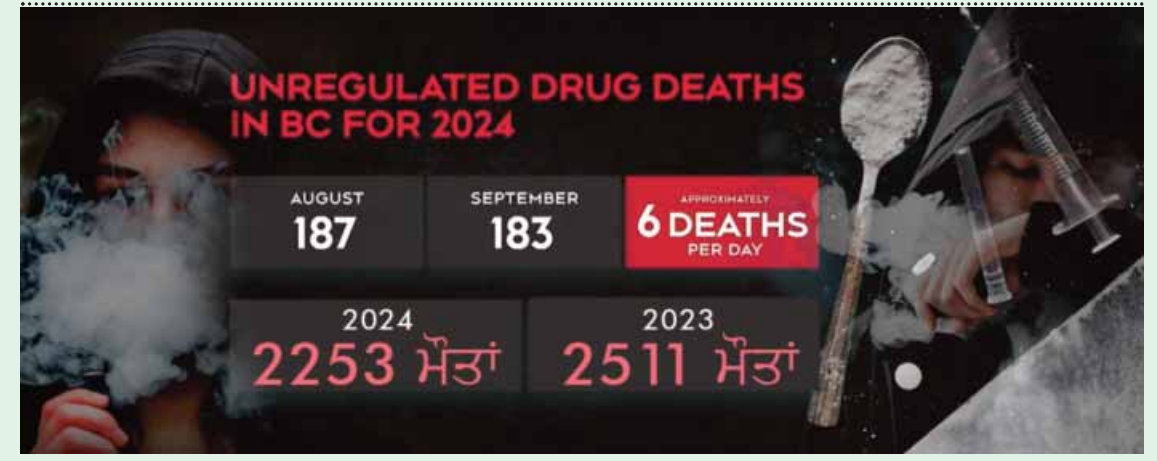 UNREGULATED DRUG DEATHS
IN BC FOR 2024
AUGUST
187
SEPTEMBER
183
APPROXIMATELY
6 DEATHS
PER DAY
2024
2253 ਮੌਤਾਂ
2023
2511 ਮੌਤਾਂ